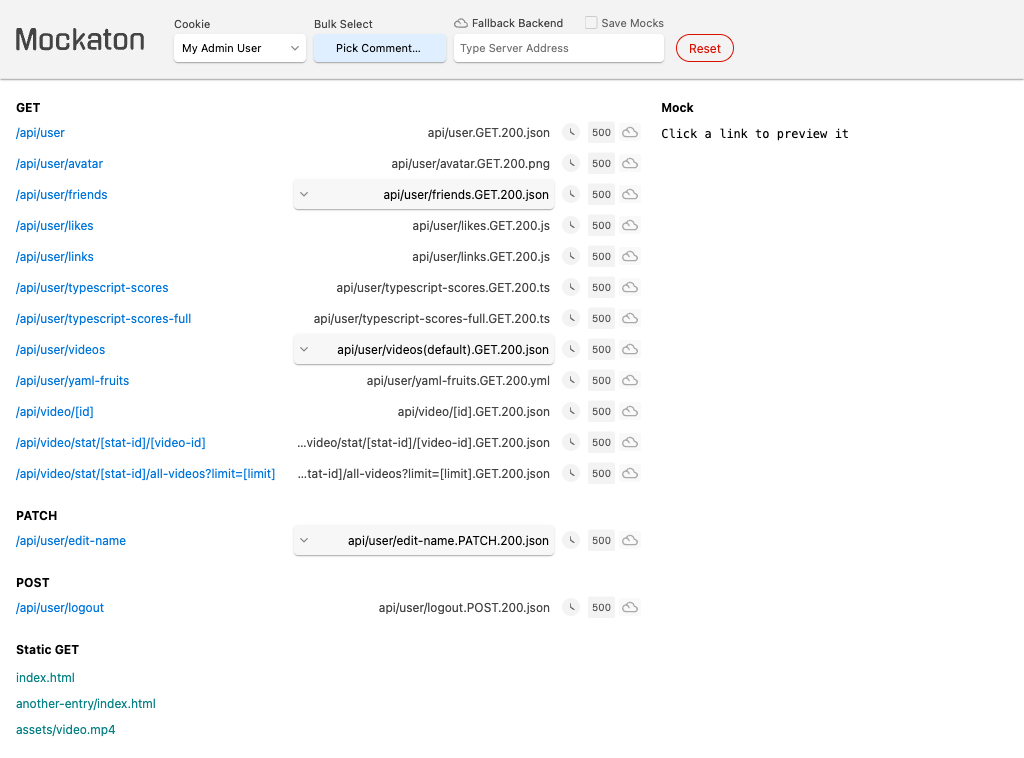 Mockaton
Cookie
My Admin User
Bulk Select
Pick Comment...
Fallback Backend
Save Mocks
Type Server Address
Reset
GET
/api/user api/user.GET.200.json 500
/api/user/avatar api/user/avatar.GET.200.png 500
/api/user/friends api/user/friends.GET.200.json 500
/api/user/likes api/user/likes.GET.200.js 500
/api/user/links api/user/links.GET.200.js 500
/api/user/typescript-scores api/user/typescript-scores.GET.200.ts 500
/api/user/typescript-scores-full api/user/typescript-scores-full.GET.200.ts 500
/api/user/videos api/user/videos(default).GET.200.json 500
/api/user/yaml-fruits api/user/yaml-fruits.GET.200.yml 500
/api/video/[id] api/video/[id].GET.200.json 500
/api/video/stat/[stat-id]/[video-id] ...video/stat/[stat-id]/[video-id].GET.200.json 500
/api/video/stat/[stat-id]/all-videos?limit=[limit] ...tat-id]/all-videos?limit=[limit].GET.200.json 500
PATCH
/api/user/edit-name api/user/edit-name.PATCH.200.json 500
POST
/api/user/logout api/user/logout.POST.200.json 500
Static GET
index.html
another-entry/index.html
assets/video.mp4
Mock
Click a link to preview it